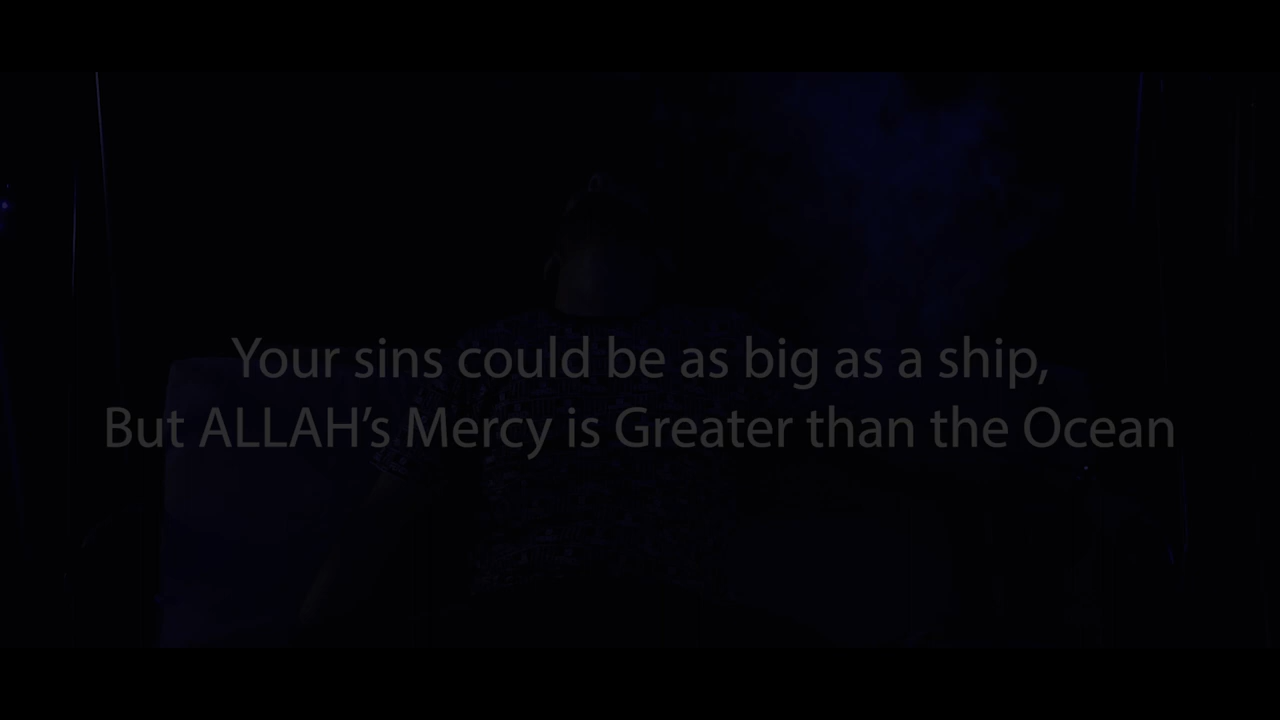 Your sins could be as big as a ship,
But ALLAH’s Mercy is Greater than the Ocean